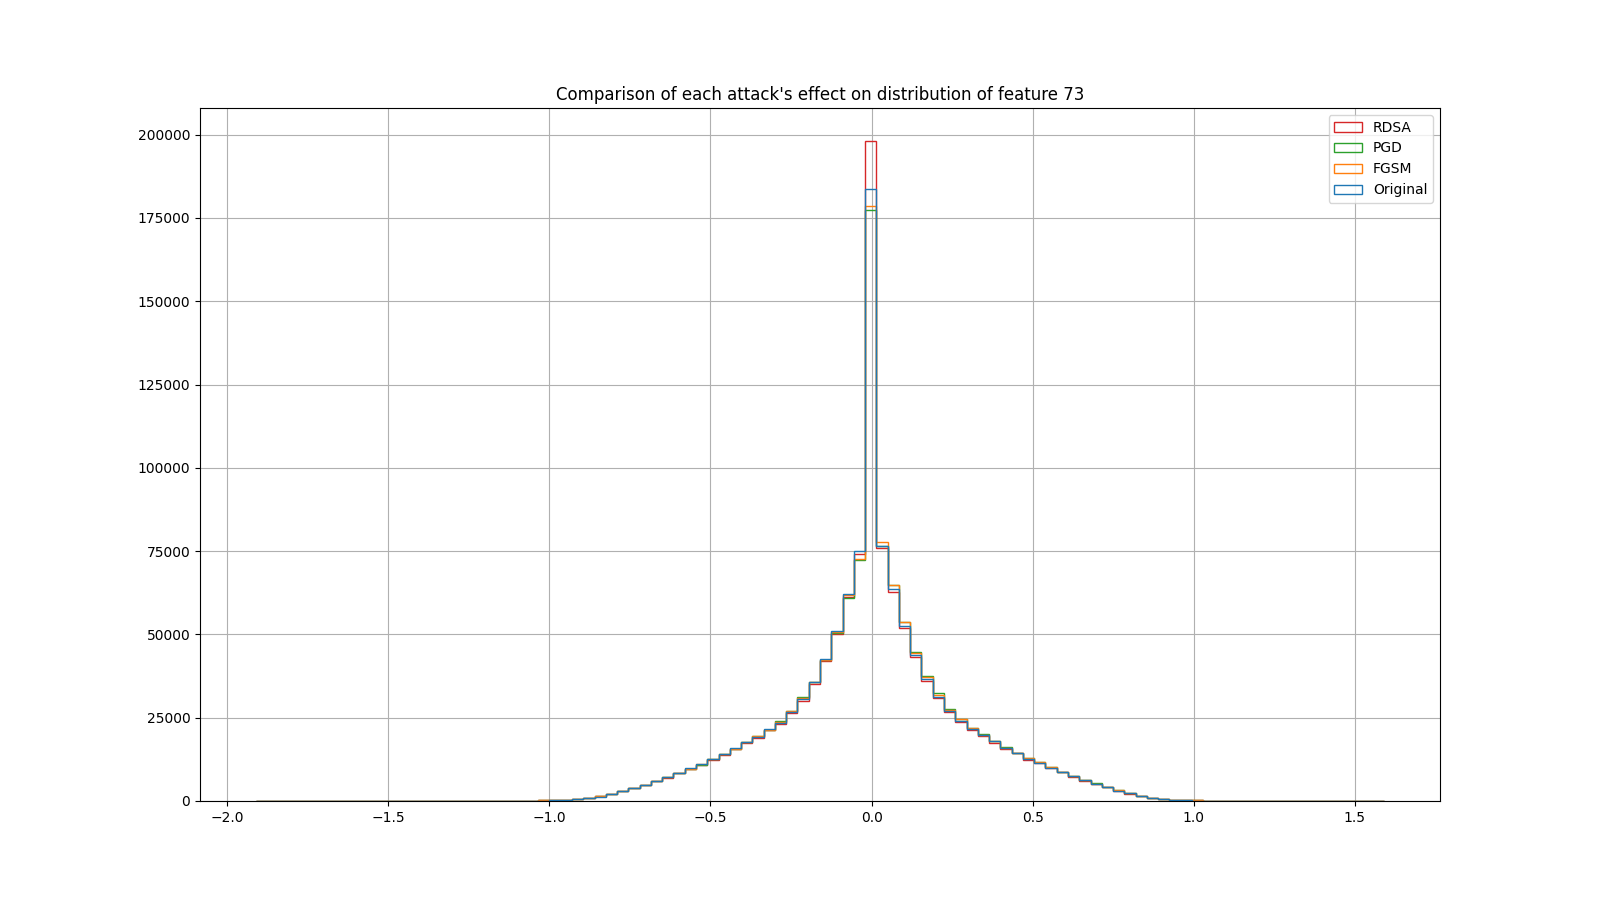 Comparison of each attack's effect on distribution of feature 73
200000
175000
150000
125000
100000
75000
50000
25000
0
−2.0 −1.5 −1.0 −0.5 0.0 0.5 1.0 1.5
RDSA
PGD
FGSM
Original